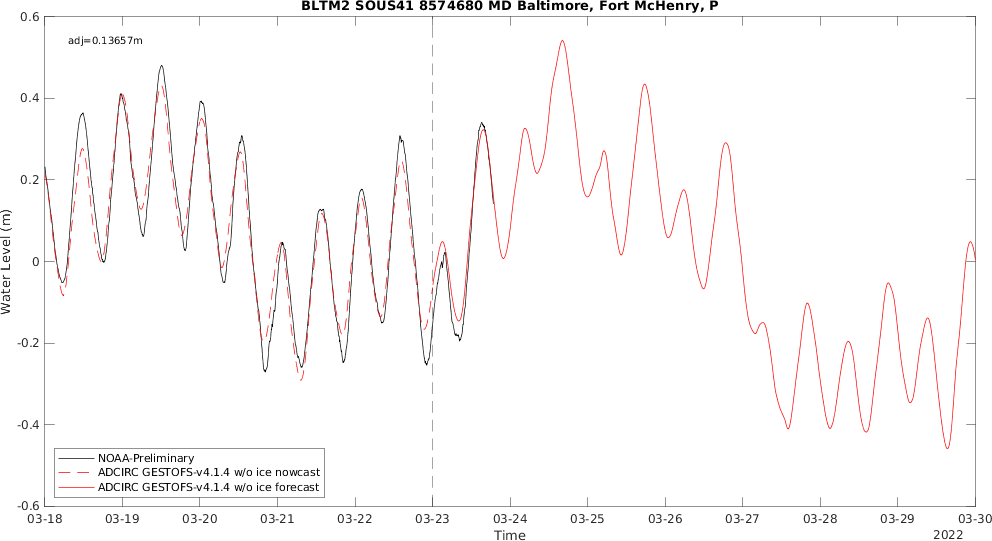 BLTM2 SOUS41 8574680 MD Baltimore, Fort McHenry, P
adj=0.13657m
0.6
0.4
0.2
0
-0.2
-0.4
-0.6
Water Level (m)
NOAA-Preliminary
ADCIRC GESTOFS-v4.1.4 w/o ice nowcast
ADCIRC GESTOFS-v4.1.4 w/o ice forecast
03-18 03-19 03-20 03-21 03-22 03-23 03-24 03-25 03-26 03-27 03-28 03-29 03-30
Time
2022